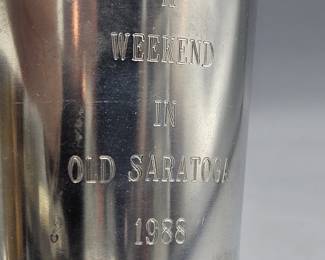 A
WEEKEND
IN
OLD SARATOGA
1988